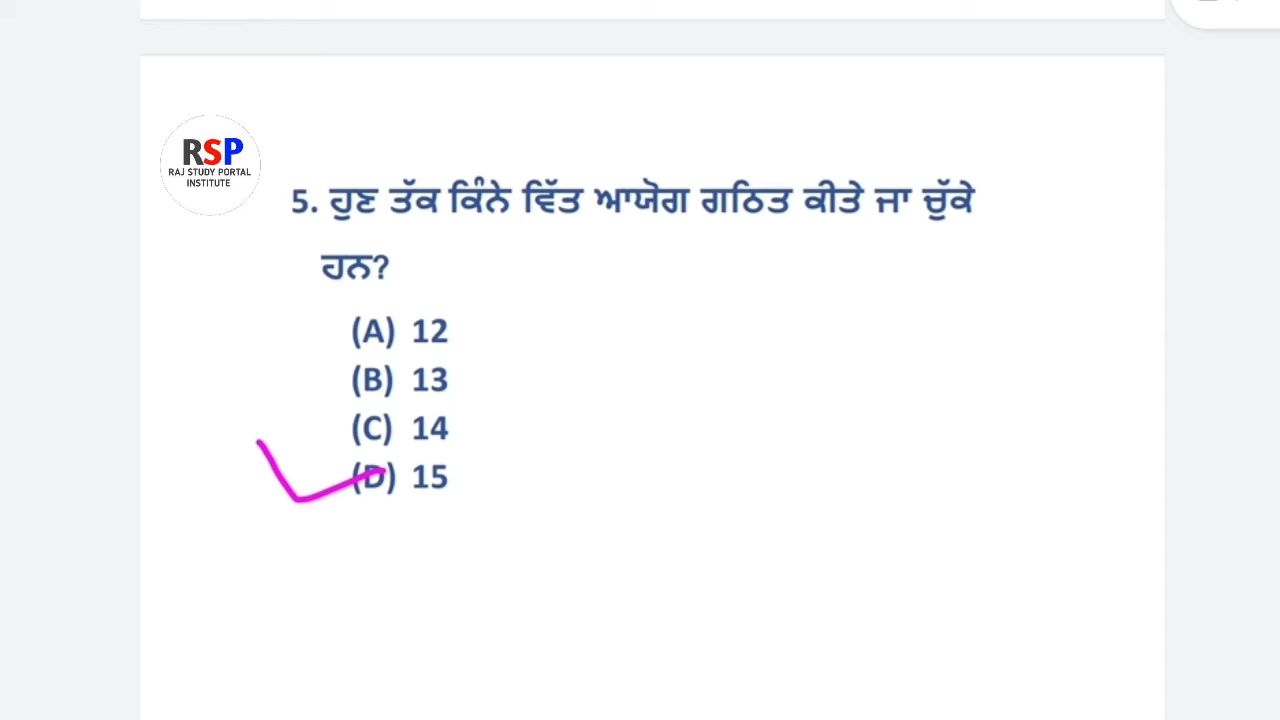 RSP
RAJ STUDY PORTAL
INSTITUTE
5. ਹੁਣ ਤੱਕ ਕਿੰਨੇ ਵਿੱਤ ਆਯੋਗ ਗਠਿਤ ਕੀਤੇ ਜਾ ਚੁੱਕੇ
ਹਨ?
(A) 12
(B) 13
(C) 14
(D) 15